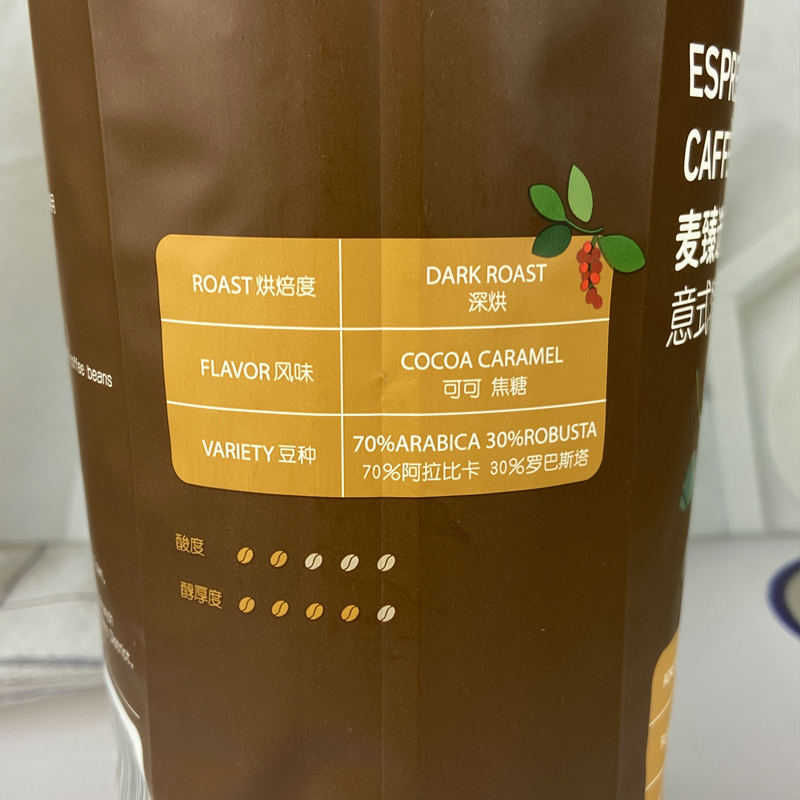 ROAST 烘焙度
DARK ROAST
深烘
FLAVOR 风味
COCOA CARAMEL
可可 焦糖
VARIETY 豆种
70%ARABICA 30%ROBUSTA
70%阿拉比卡 30%罗巴斯塔
酸度
醇厚度
ESPRE
CAFF
麦臻
意式
beans